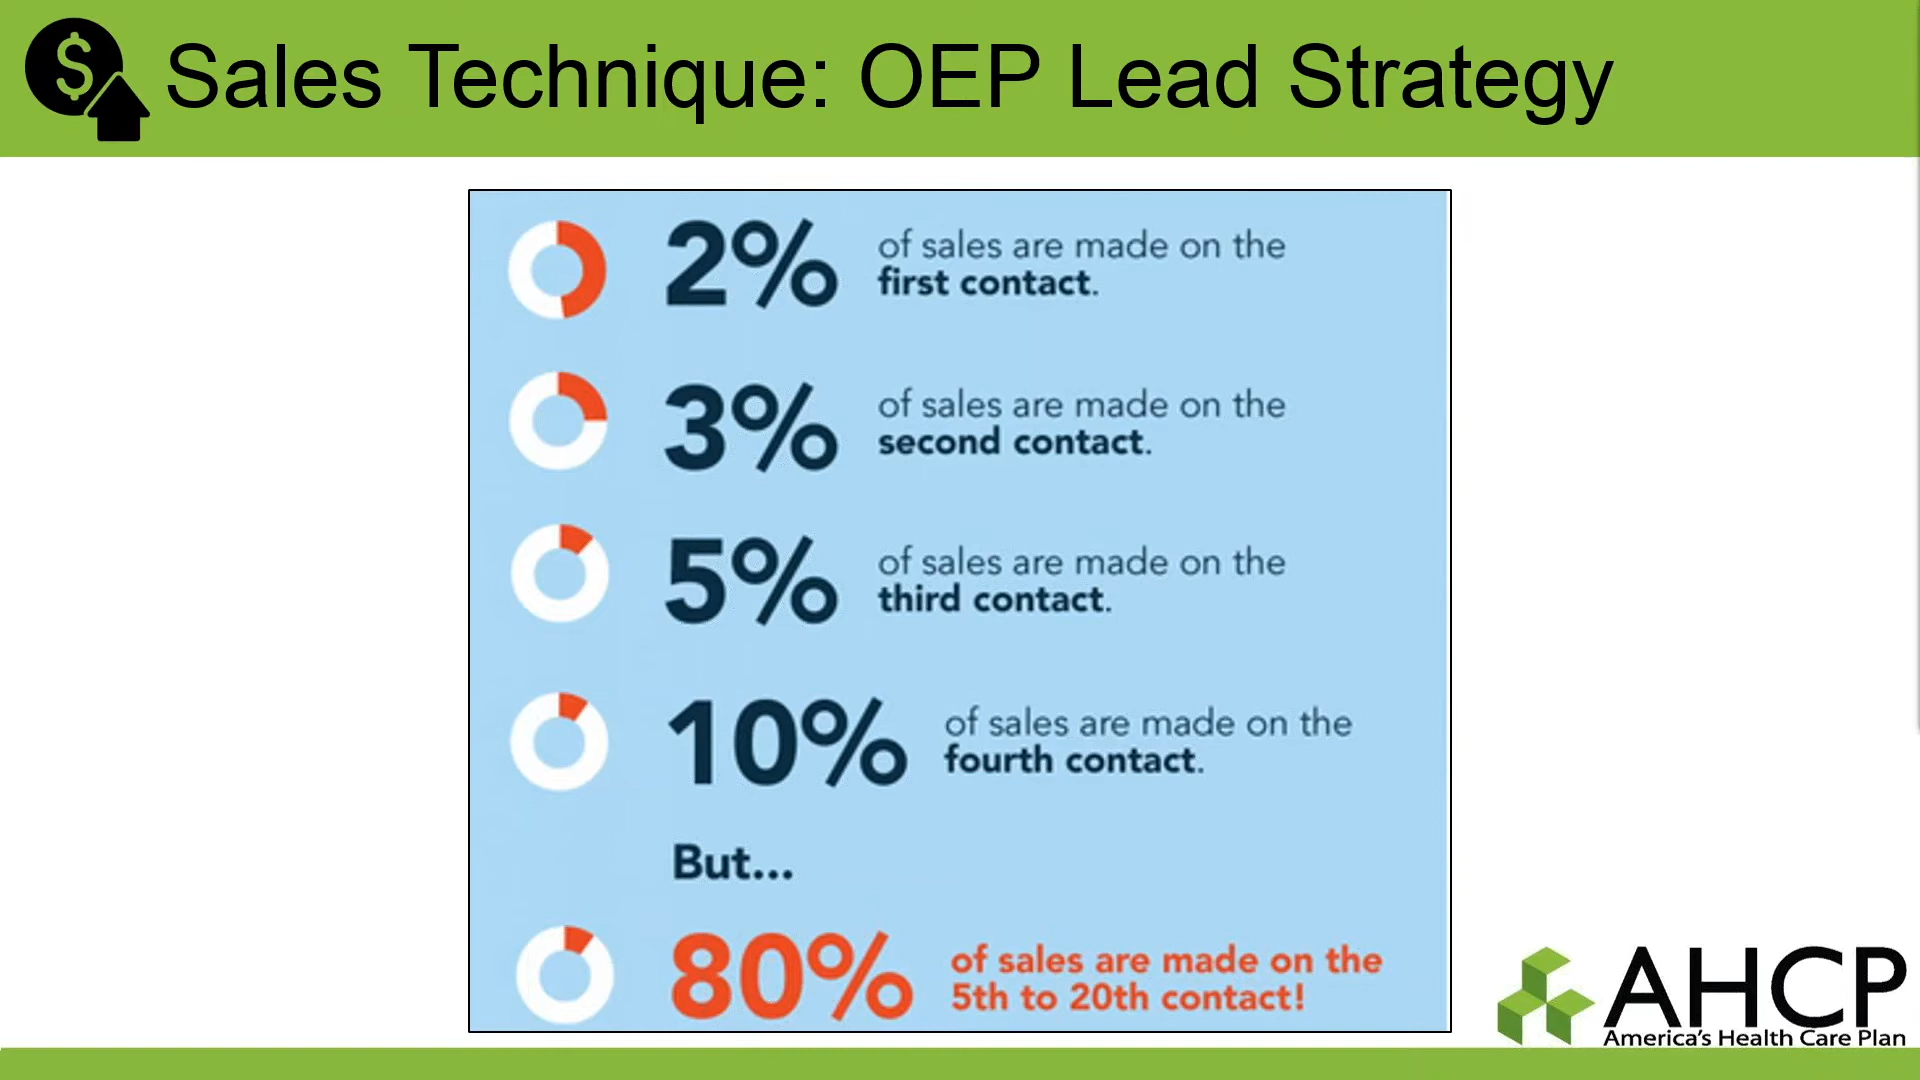 $ Sales Technique: OEP Lead Strategy
2% of sales are made on the
first contact.
3% of sales are made on the
second contact.
5% of sales are made on the
third contact.
10% of sales are made on the
fourth contact.
But...
80% of sales are made on the
5th to 20th contact!
AHCP
America's Health Care Plan